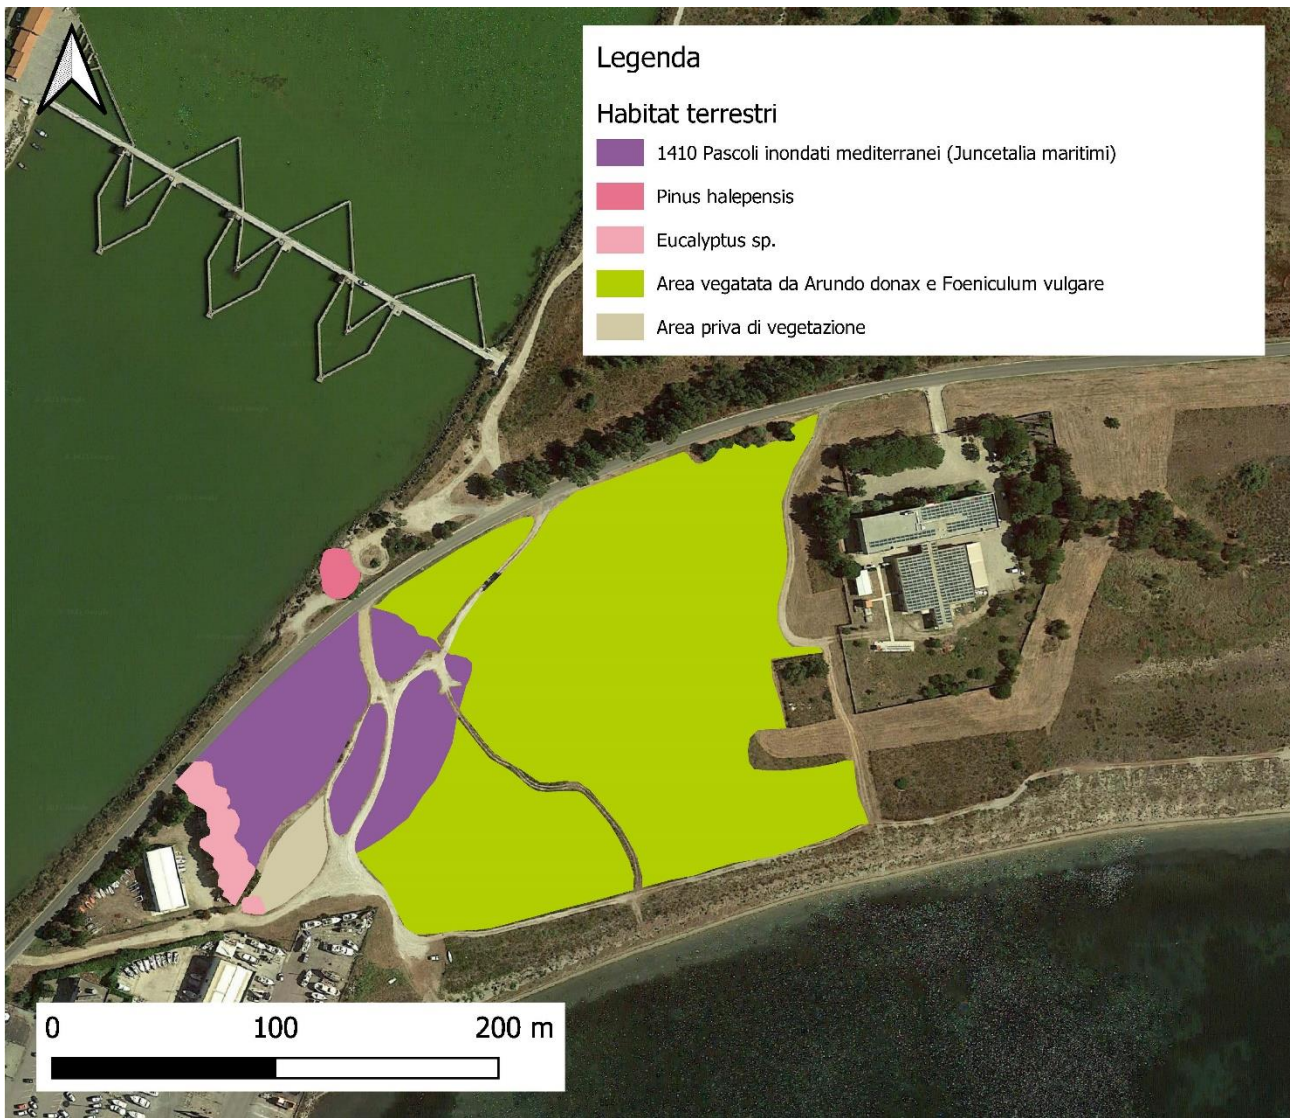 Legenda
Habitat terrestri
1410 Pascoli inondati mediterranei (Juncetalia maritimi)
Pinus halepensis
Eucalyptus sp.
Area vegatata da Arundo donax e Foeniculum vulgare
Area priva di vegetazione
0 100 200 m